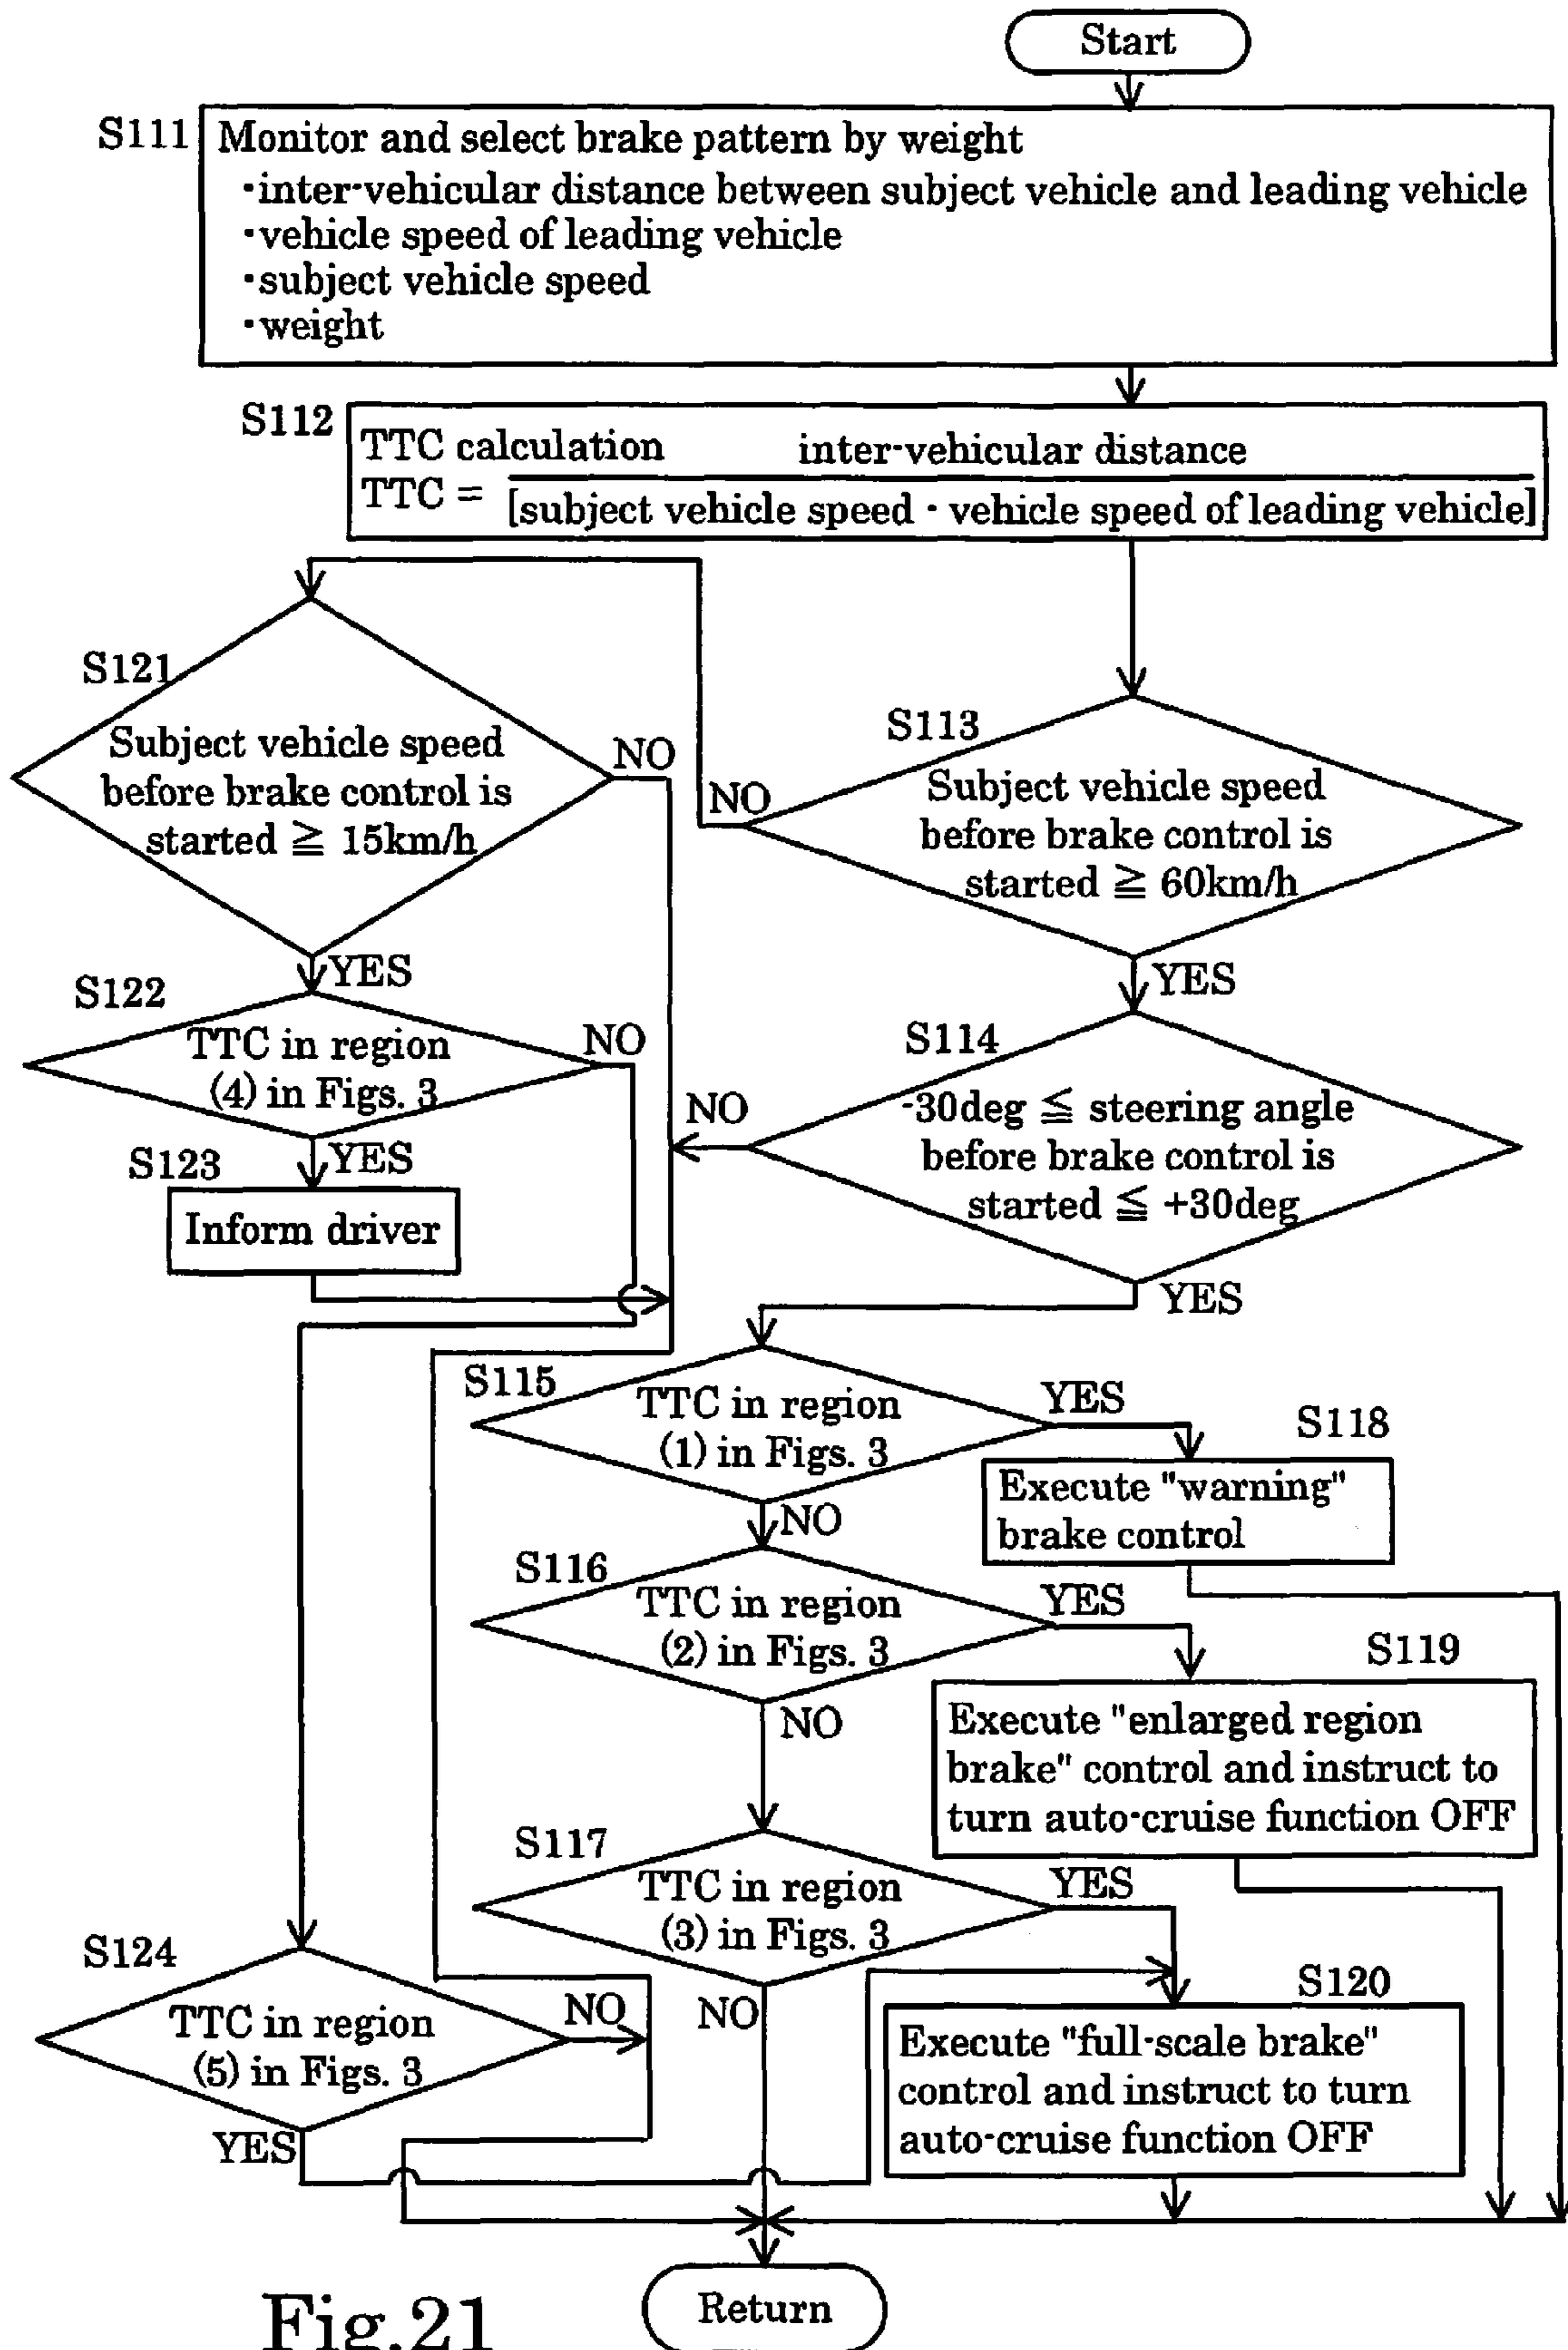 Start
S111
Monitor and select brake pattern by weight
·inter-vehicular distance between subject vehicle and leading vehicle
·vehicle speed of leading vehicle
·subject vehicle speed
·weight
S112
TTC calculation
inter-vehicular distance
TTC =
[subject vehicle speed - vehicle speed of leading vehicle]
S121
Subject vehicle speed
before brake control is
started ≧ 15km/h
NO
YES
S113
Subject vehicle speed
before brake control is
started ≧ 60km/h
NO
YES
S122
TTC in region
(4) in Figs. 3
NO
YES
S114
-30deg ≦ steering angle
before brake control is
started ≦ +30deg
NO
YES
S123
Inform driver
S115
TTC in region
(1) in Figs. 3
YES
NO
S118
Execute "warning"
brake control
S116
TTC in region
(2) in Figs. 3
YES
NO
S119
Execute "enlarged region
brake" control and instruct to
turn auto-cruise function OFF
S117
TTC in region
(3) in Figs. 3
YES
NO
S124
TTC in region
(5) in Figs. 3
NO
YES
S120
Execute "full-scale brake"
control and instruct to turn
auto-cruise function OFF
Return
Fig.21